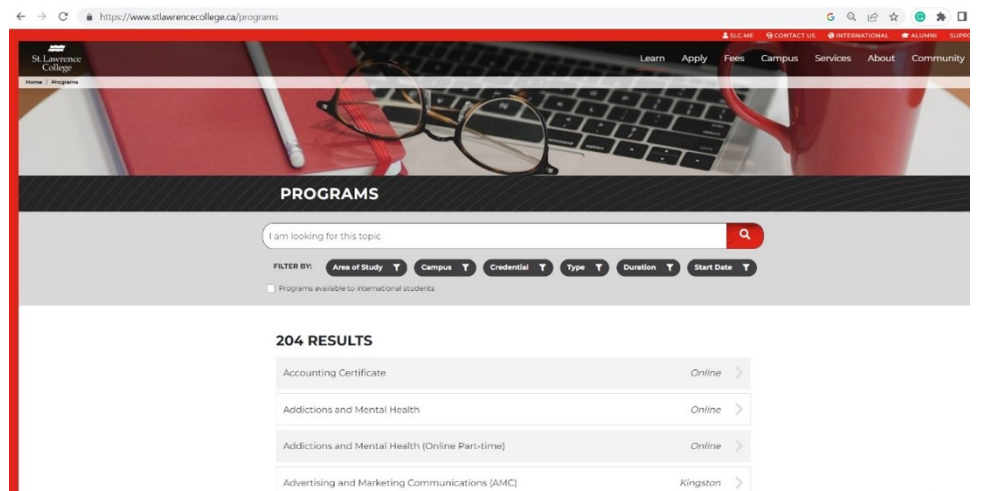 https://www.stlawrencecollege.ca/programs
SLC.ME CONTACT US INTERNATIONAL ALUMNI SUPPO
St. Lawrence
College
Learn Apply Fees Campus Services About Community
Home / Programs
PROGRAMS
I am looking for this topic
FILTER BY: Area of Study Campus Credential Type Duration Start Date
Programs available to international students
204 RESULTS
Accounting Certificate Online
Addictions and Mental Health Online
Addictions and Mental Health (Online Part-time) Online
Advertising and Marketing Communications (AMC) Kingston